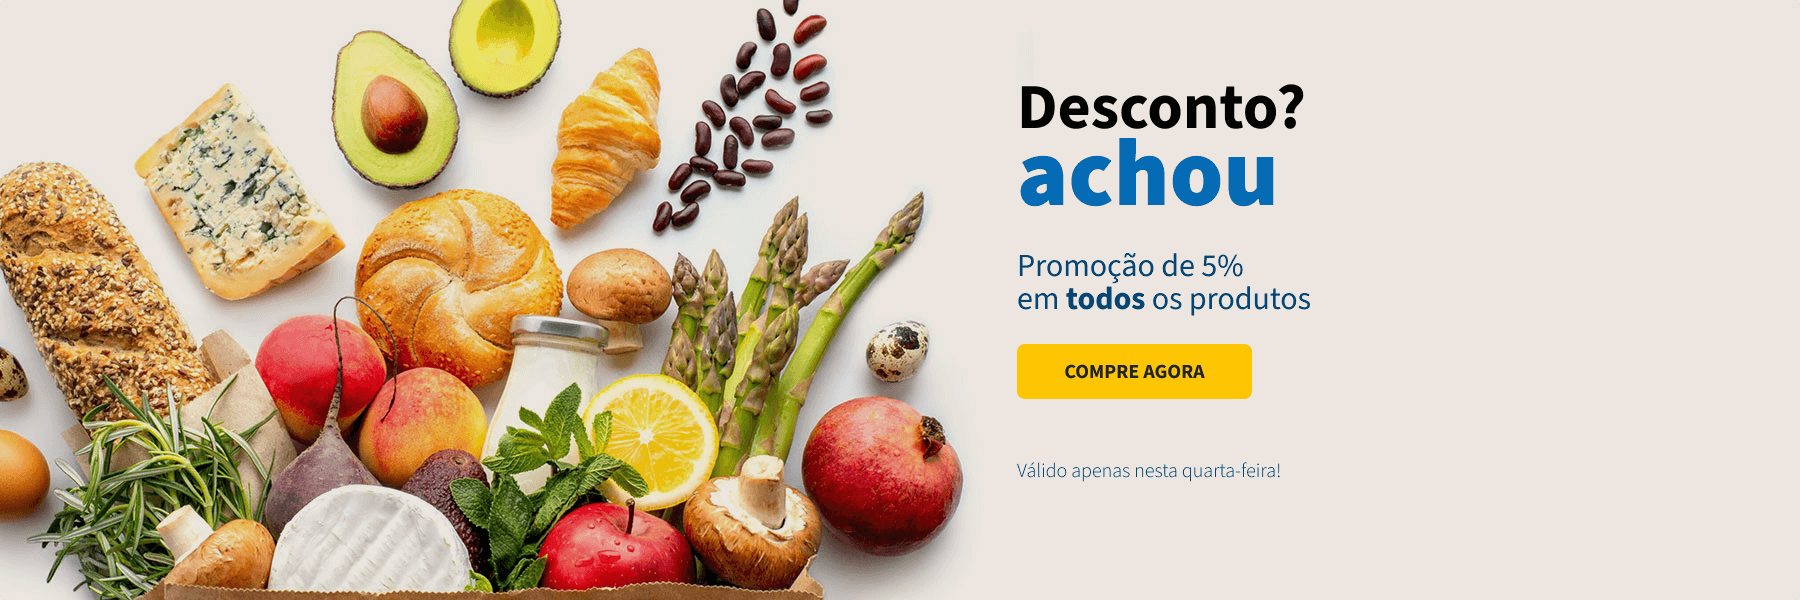 Desconto?
achou
Promoção de 5%
em todos os produtos
COMPRE AGORA
Válido apenas nesta quarta-feira!